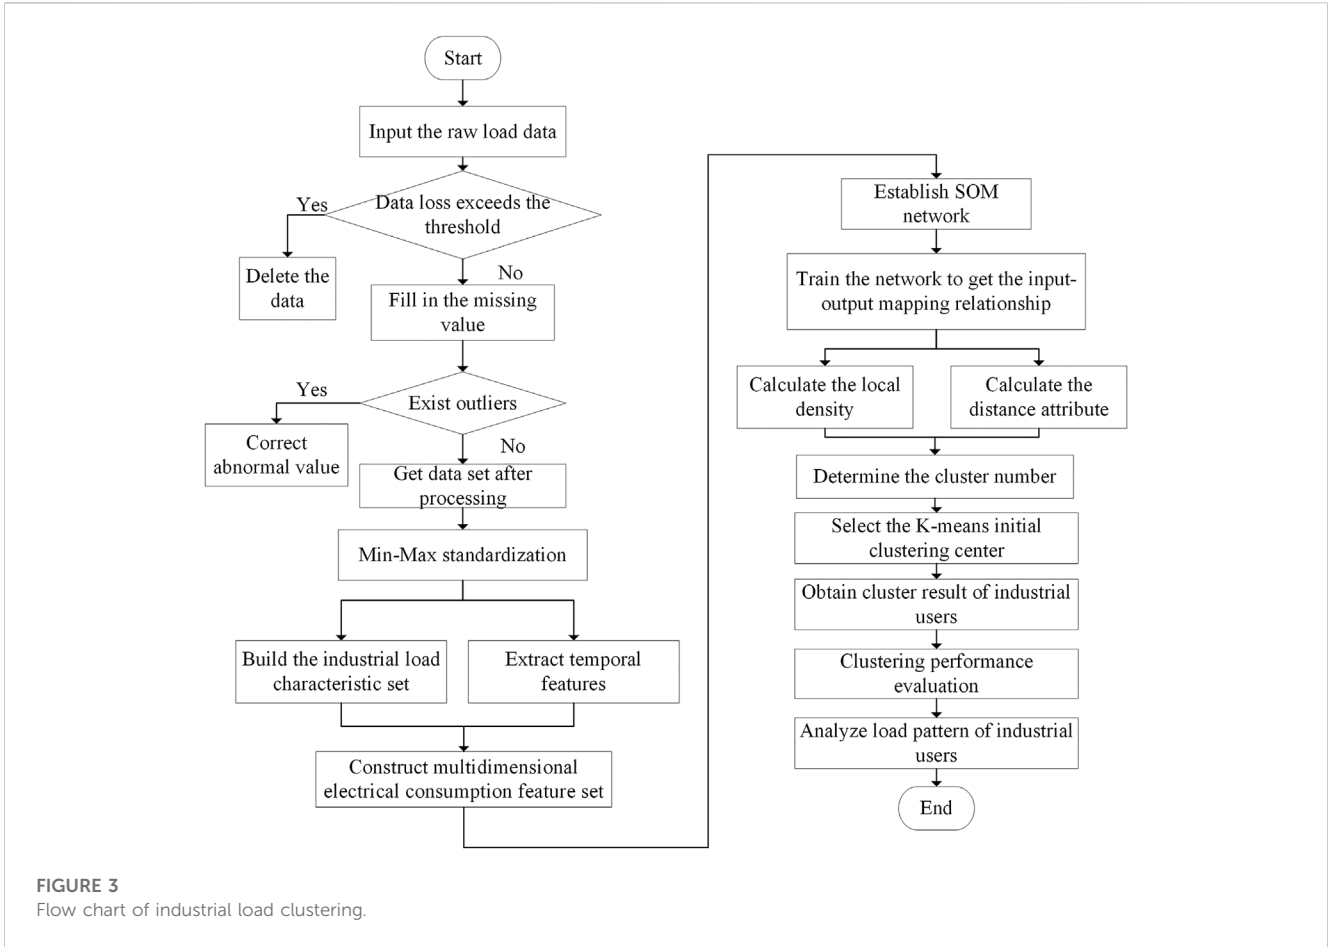 Start
Input the raw load data
Yes
Data loss exceeds the
threshold
Delete the
data
No
Fill in the missing
value
Yes
Exist outliers
Correct
abnormal value
No
Get data set after
processing
Min-Max standardization
Build the industrial load
characteristic set
Extract temporal
features
Construct multidimensional
electrical consumption feature set
Establish SOM
network
Train the network to get the input-
output mapping relationship
Calculate the local
density
Calculate the
distance attribute
Determine the cluster number
Select the K-means initial
clustering center
Obtain cluster result of industrial
users
Clustering performance
evaluation
Analyze load pattern of industrial
users
End
FIGURE 3
Flow chart of industrial load clustering.